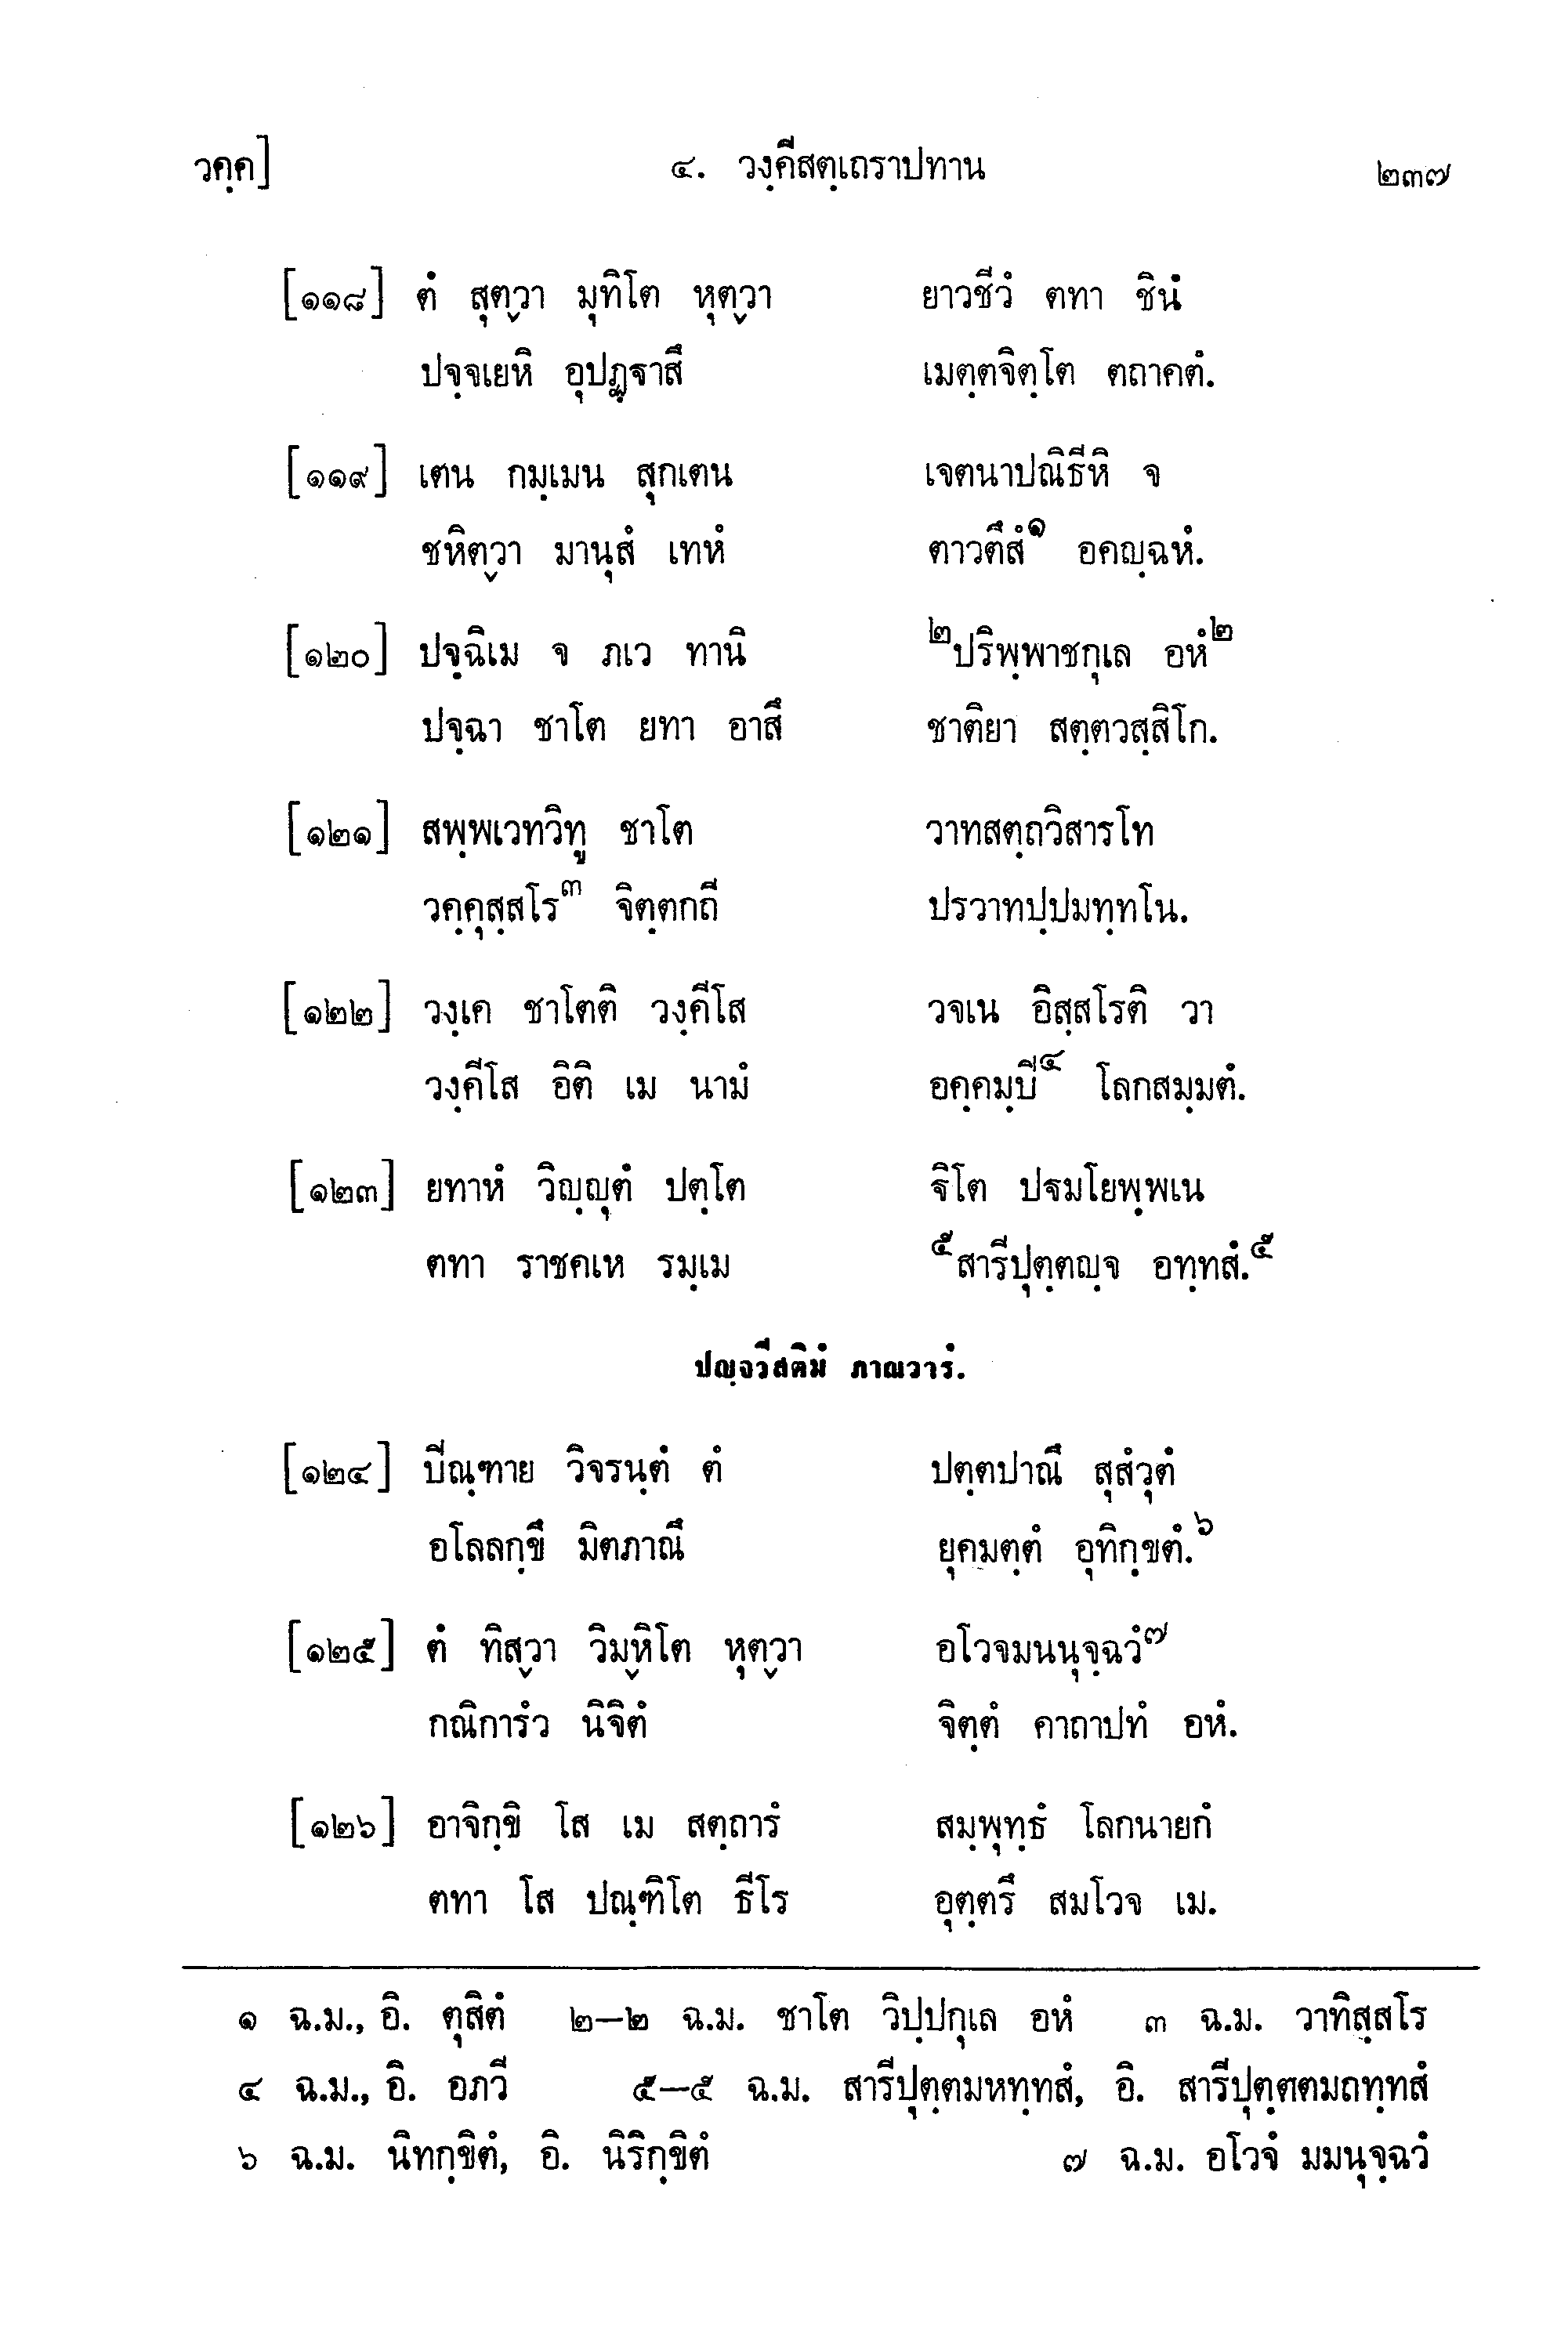 วคฺค] ๔. วงฺคีสตฺเถราปทาน ๒๓๗
[๑๑๘] ตํ สุตฺวา มุทิโต หุตฺวา ยาวชีวํ ตทา ชินํ
ปจฺจเยหิ อุปฏฺฐาสึ เมตฺตจิตฺโต ตถาคตํ.
[๑๑๙] เตน กมฺเมน สุกเตน เจตนาปณิธีหิ จ
ชหิตฺวา มานุสํ เทหํ ตาวตึสํ๑ อคญฺฉหํ.
[๑๒๐] ปจฺฉิเม จ ภเว ทานิ ๒ปริพฺพาชกุเล อหํ๒
ปจฺฉา ชาโต ยทา อาสึ ชาติยา สตฺตวสฺสิโก.
[๑๒๑] สพฺพเวทวิทู ชาโต วาทสตฺถวิสารโท
วคฺคุสฺสโร๓ จิตฺตกถี ปรวาทปฺปมทฺทโน.
[๑๒๒] วงฺเค ชาโตติ วงฺคีโส วจเน อิสฺสโรติ วา
วงฺคีโส อิติ เม นามํ อคฺคมฺบี๔ โลกสมฺมตํ.
[๑๒๓] ยทาหํ วิญฺญุตํ ปตฺโต ฐิโต ปฐมโยพฺพเน
ตทา ราชคเห รมฺเม ๕สารีปุตฺตญฺจ อทฺทสํ.๕
ปญฺจวีสติมํ ภาณวารํ.
[๑๒๔] บีณฺฑาย วิจรนฺตํ ตํ ปตฺตปาณึ สุสํวุตํ
อโลลกฺขึ มิตภาณึ ยุคมตฺตํ อุทิกฺขตํ.๖
[๑๒๕] ตํ ทิสฺวา วิมฺหิโต หุตฺวา อโวจมนนุจฺฉวํ๗
กณิการํว นิจิตํ จิตฺตํ คาถาปทํ อหํ.
[๑๒๖] อาจิกฺขิ โส เม สตฺถารํ สมฺพุทฺธํ โลกนายกํ
ตทา โส ปณฺฑิโต ธีโร อุตฺตรึ สมโวจ เม.
๑ ฉ.ม., อิ. ตุสิตํ ๒–๒ ฉ.ม. ชาโต วิปฺปกุเล อหํ ๓ ฉ.ม. วาทิสฺสโร
๔ ฉ.ม., อิ. อภวี ๕–๕ ฉ.ม. สารีปุตฺตมหทฺทสํ, อิ. สารีปุตฺตตมถทฺทสํ
๖ ฉ.ม. นิทกฺขิตํ, อิ. นิริกฺขิตํ ๗ ฉ.ม. อโวจํ มมนุจฺฉวํ